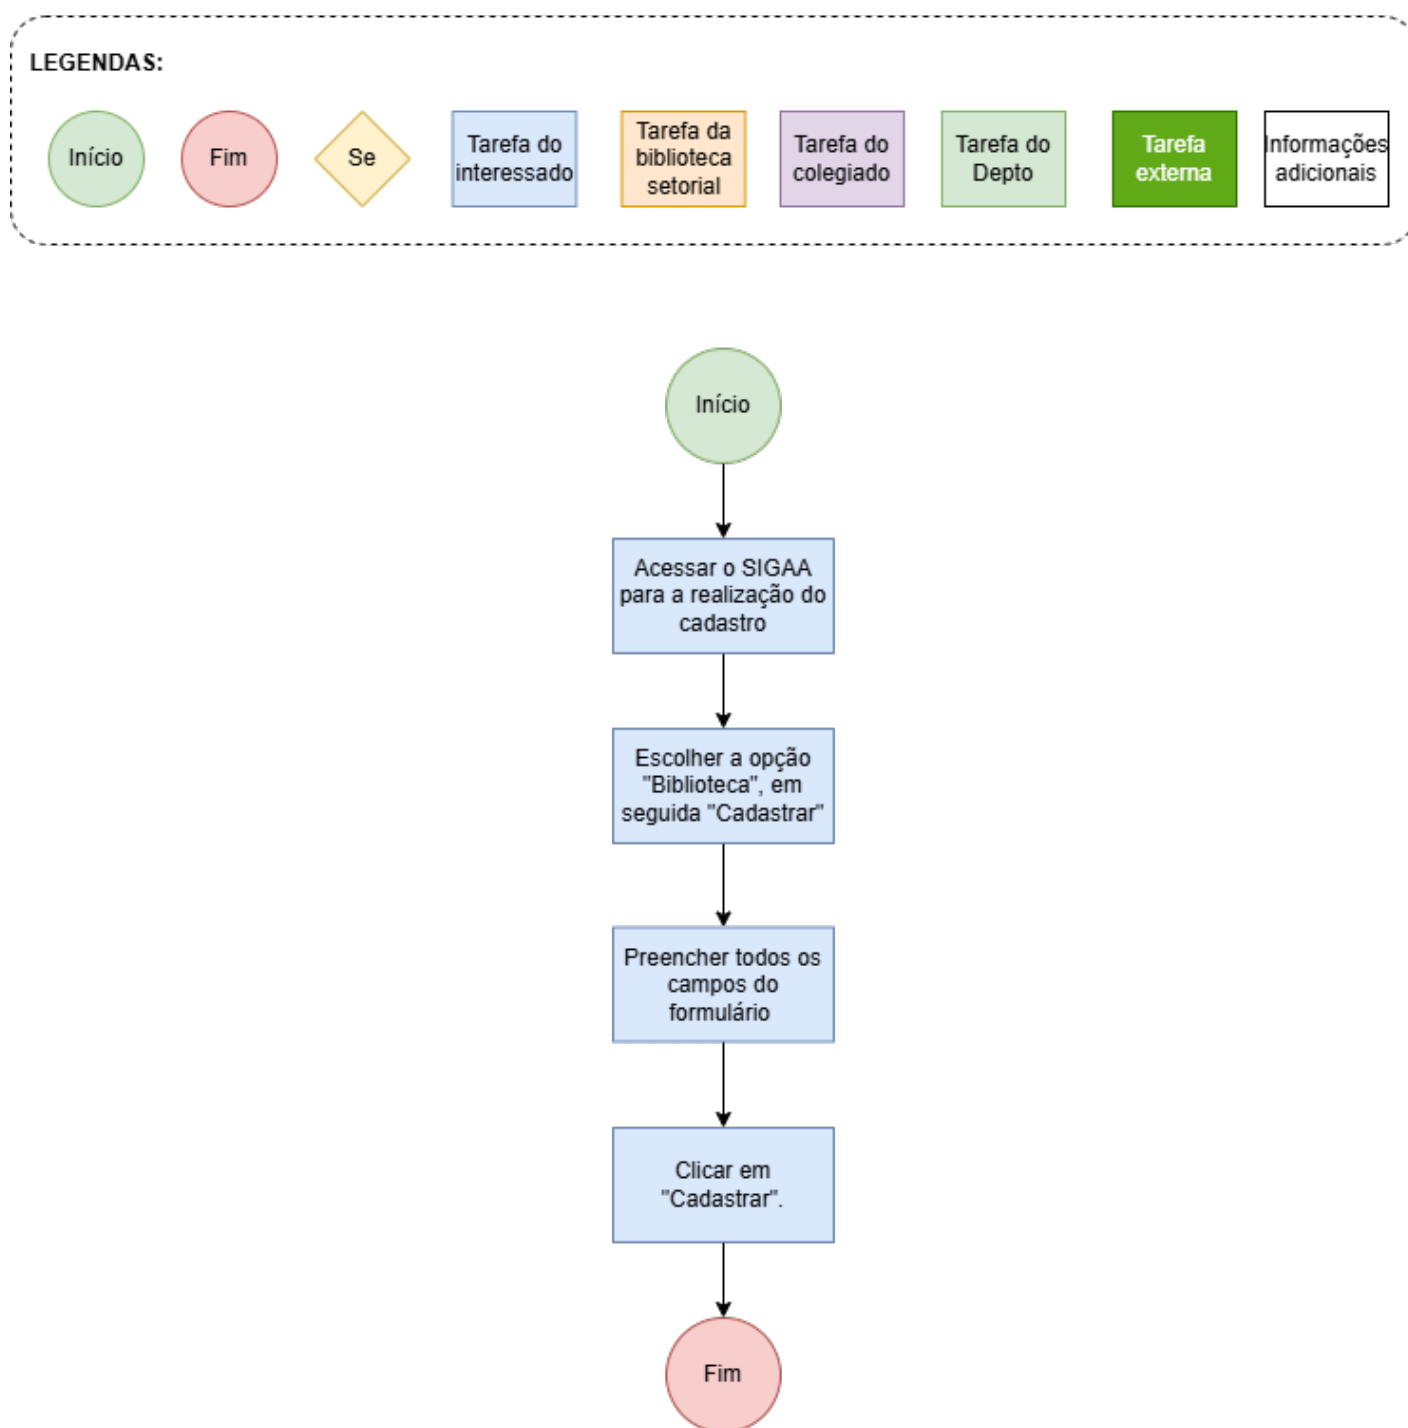 LEGENDAS:
Início
Fim
Se
Tarefa do
interessado
Tarefa da
biblioteca
setorial
Tarefa do
colegiado
Tarefa do
Depto
Tarefa
externa
Informações
adicionais
Início
Acessar o SIGAA
para a realização do
cadastro
Escolher a opção
"Biblioteca", em
seguida "Cadastrar"
Preencher todos os
campos do
formulário
Clicar em
"Cadastrar".
Fim